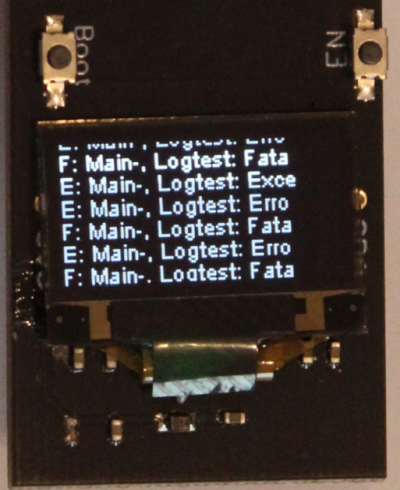 Boot
EN
E: Main-, Logtest: Erro
F: Main-, Logtest: Fata
E: Main-, Logtest: Exce
E: Main-, Logtest: Erro
F: Main-, Logtest: Fata
E: Main-, Logtest: Erro
F: Main-, Logtest: Fata